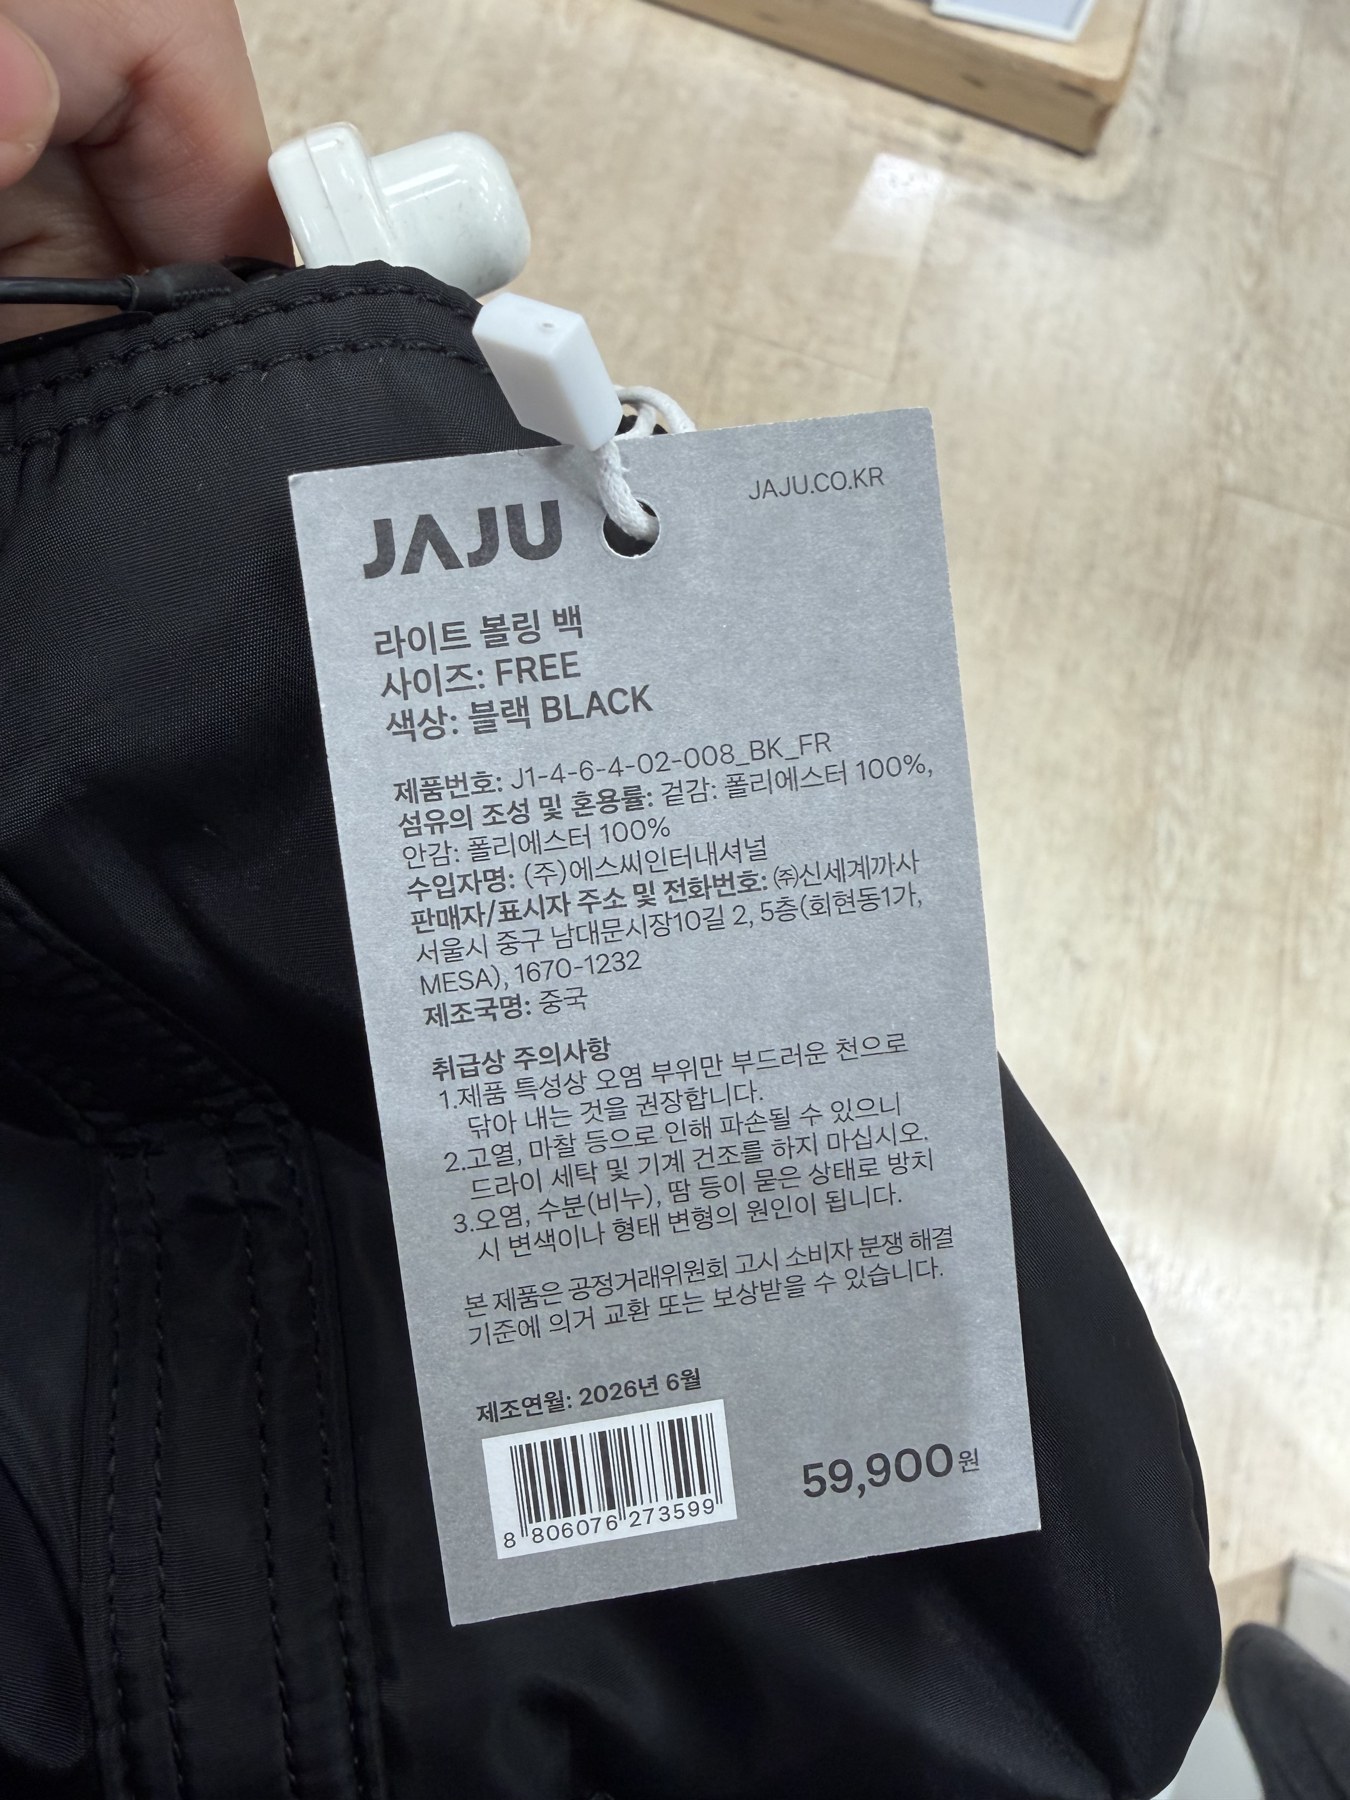 JAJU
JAJU.CO.KR
라이트 볼링 백
사이즈: FREE
색상: 블랙 BLACK
제품번호: J1-4-6-4-02-008_BK_FR
섬유의 조성 및 혼용률: 겉감: 폴리에스터 100%,
안감: 폴리에스터 100%
수입자명: (주)에스씨인터내셔널
판매자/표시자 주소 및 전화번호: ㈜신세계까사
서울시 중구 남대문시장10길 2, 5층(회현동1가,
MESA), 1670-1232
제조국명: 중국
취급상 주의사항
1.제품 특성상 오염 부위만 부드러운 천으로
닦아 내는 것을 권장합니다.
2.고열, 마찰 등으로 인해 파손될 수 있으니
드라이 세탁 및 기계 건조를 하지 마십시오.
3.오염, 수분(비누), 땀 등이 묻은 상태로 방치
시 변색이나 형태 변형의 원인이 됩니다.
본 제품은 공정거래위원회 고시 소비자 분쟁 해결
기준에 의거 교환 또는 보상받을 수 있습니다.
제조연월: 2026년 6월
8 806076 273599
59,900원